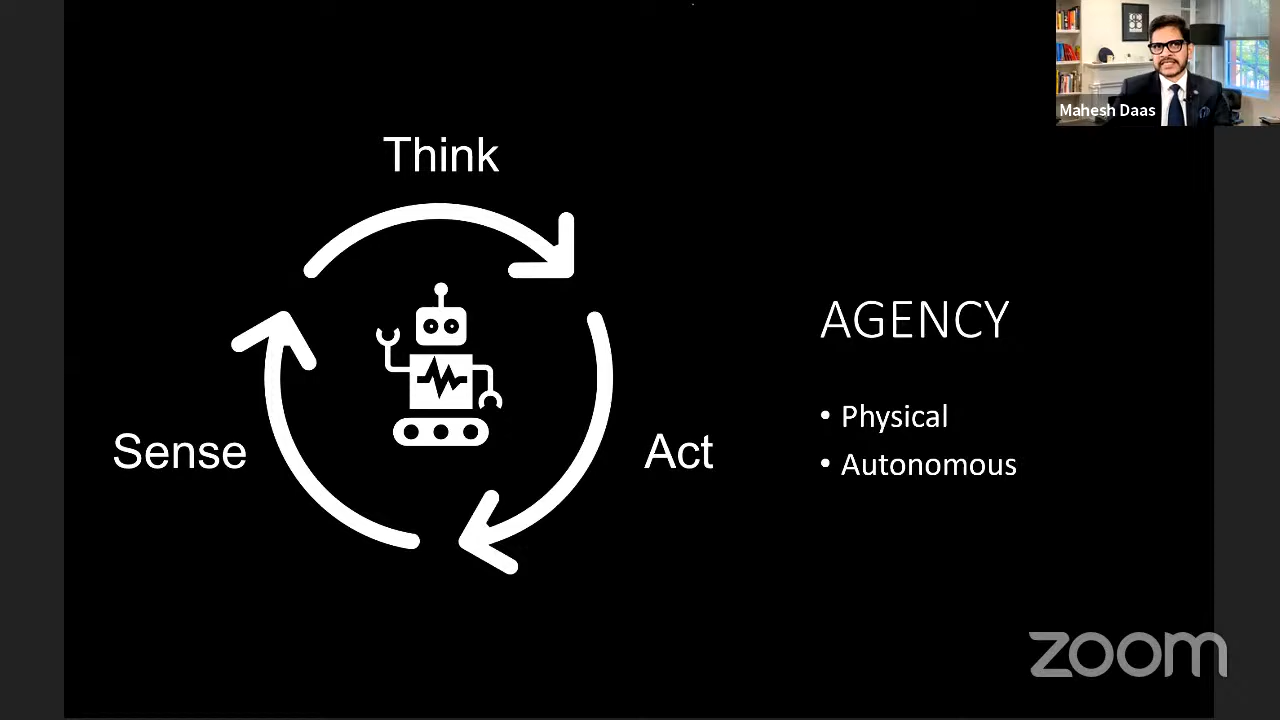 Mahesh Daas
Think
Sense
Act
AGENCY
• Physical
• Autonomous
zoom